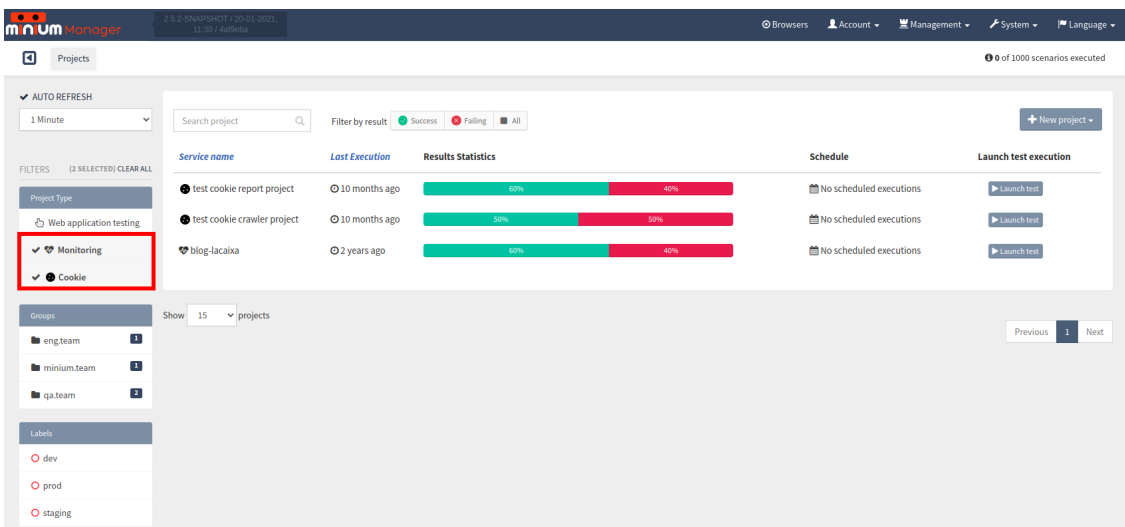 minium Manager
2.5.2-SNAPSHOT / 20-01-2021,
11:30 /
Browsers Account Management System Language
Projects 0 of 1000 scenarios executed
AUTO REFRESH
1 Minute
Search project Filter by result Success Failing All New project
Service name Last Execution Results Statistics Schedule Launch test execution
FILTERS (2 SELECTED) CLEAR ALL
test cookie report project 10 months ago 60% 40% No scheduled executions Launch test
Project Type
test cookie crawler project 10 months ago 50% 50% No scheduled executions Launch test
Web application testing
blog-lacaixa 2 years ago 60% 40% No scheduled executions Launch test
Monitoring
Cookie
Groups
Show 15 projects
eng.team 1
Previous 1 Next
minium.team 1
qa.team 2
Labels
dev
prod
staging